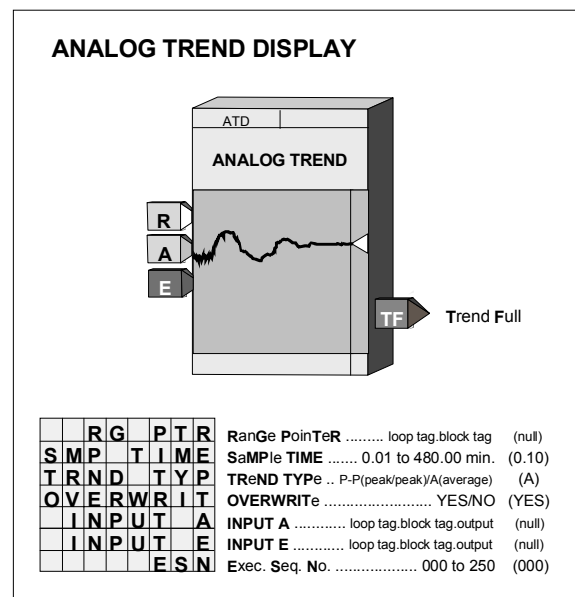 ANALOG TREND DISPLAY
ATD
ANALOG TREND
R
A
E
TF
Trend Full
RG PTR RanGe PoinTeR ......... loop tag.block tag (null)
SMP TIME SaMPle TIME ...... 0.01 to 480.00 min. (0.10)
TRND TYP TReND TYPe .. P-P(peak/peak)/A(average) (A)
OVERWRIT OVERWRITe .............................. YES/NO (YES)
INPUT A INPUT A ........... loop tag.block tag.output (null)
INPUT E INPUT E ............ loop tag.block tag.output (null)
ESN Exec. Seq. No. ................... 000 to 250 (000)